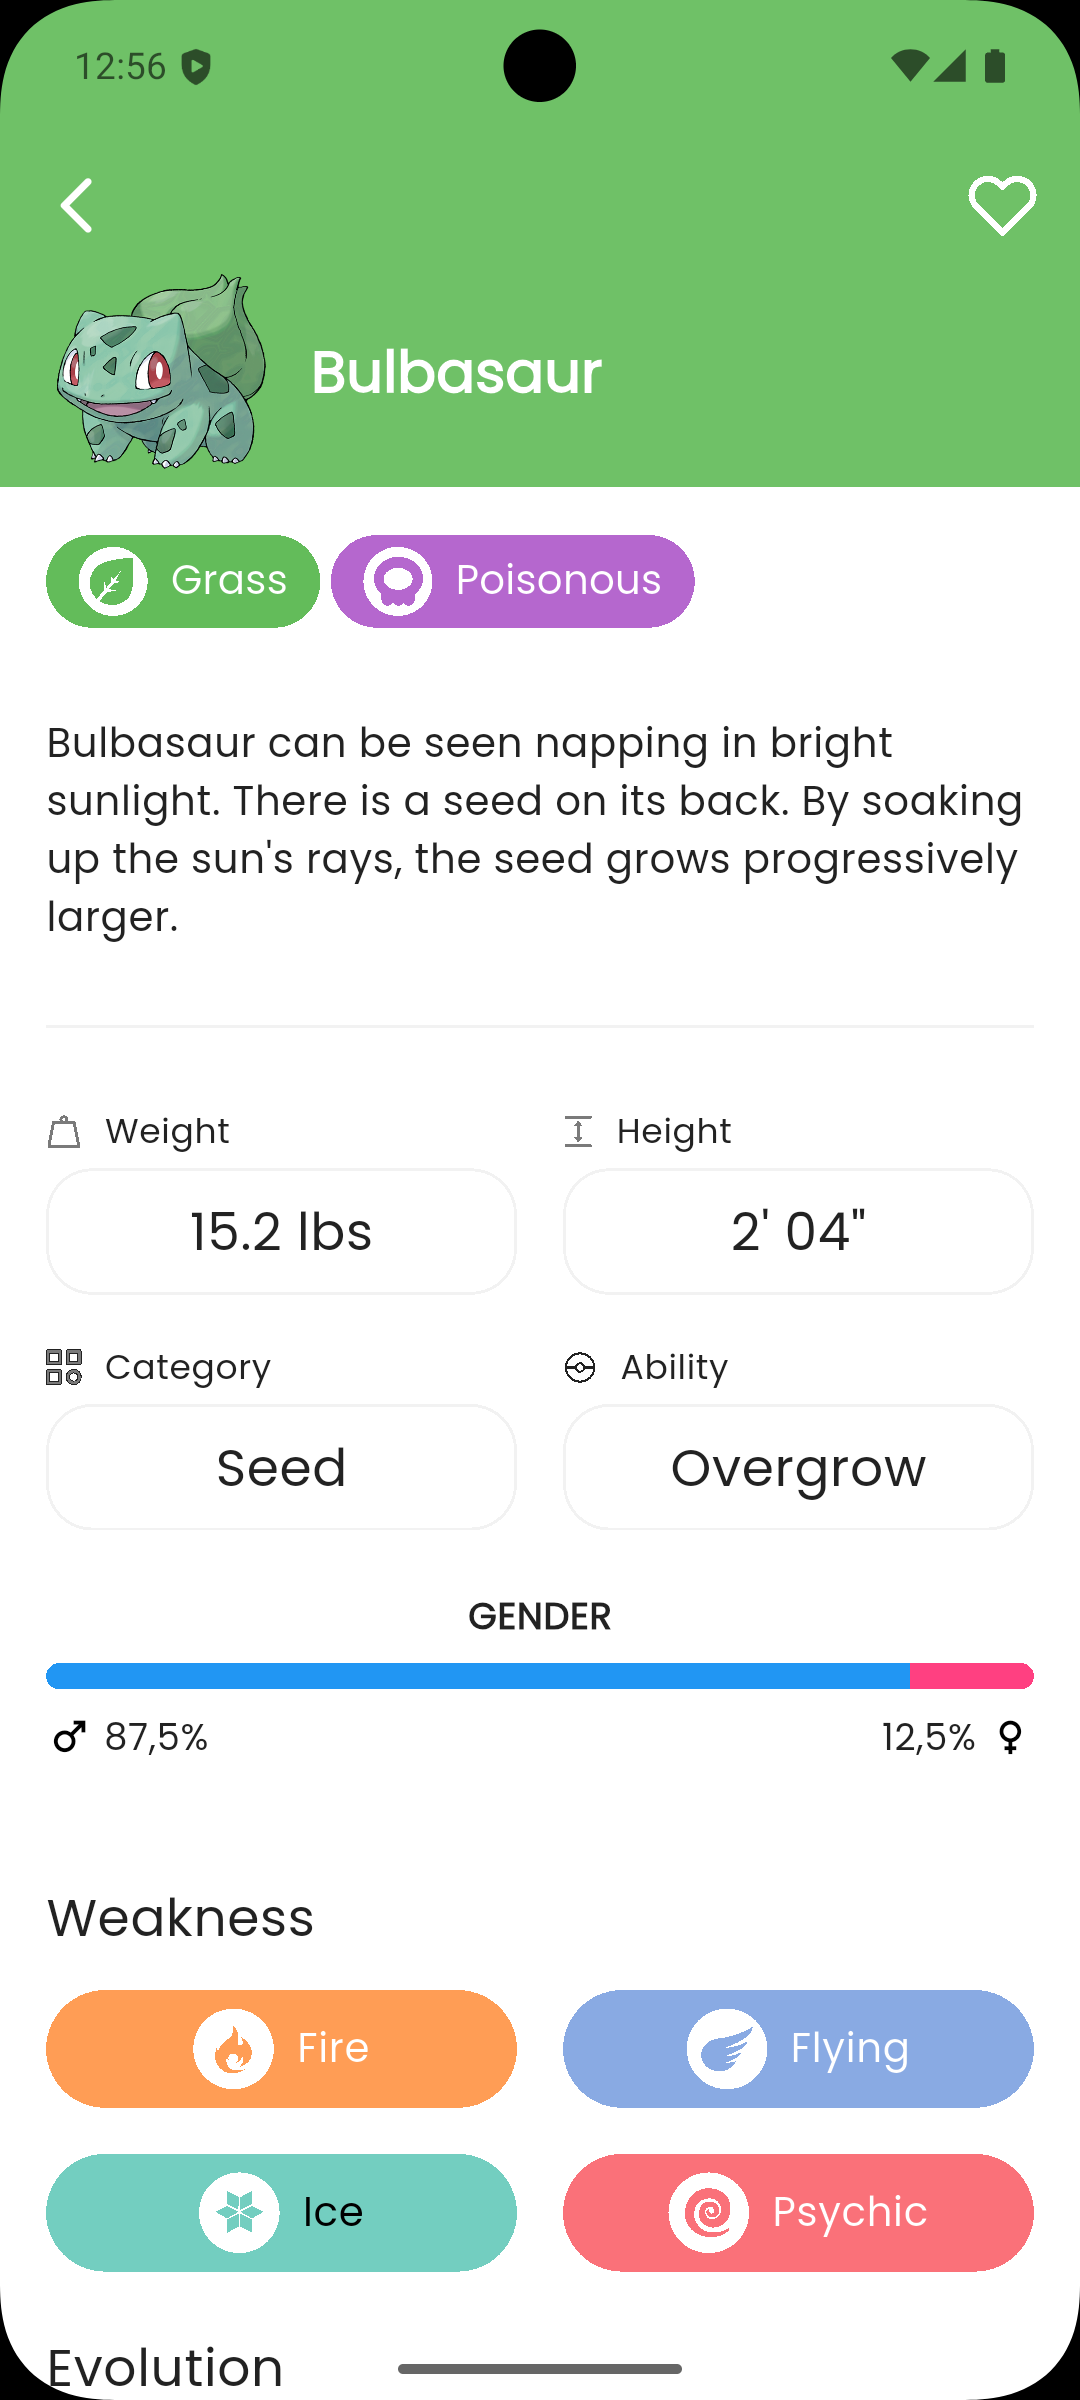 12:56
Bulbasaur
Grass
Poisonous
Bulbasaur can be seen napping in bright
sunlight. There is a seed on its back. By soaking
up the sun's rays, the seed grows progressively
larger.
Weight
Height
15.2 lbs
2' 04"
Category
Ability
Seed
Overgrow
GENDER
87,5%
12,5%
Weakness
Fire
Flying
Ice
Psychic
Evolution